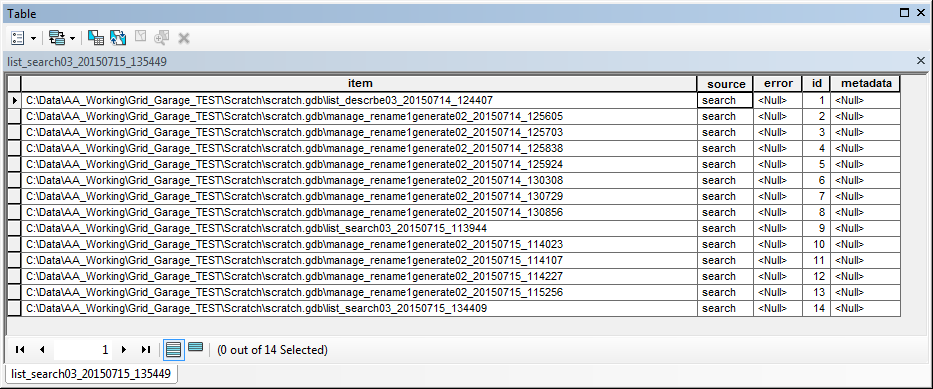 Table
list_search03_20150715_135449
item source error id metadata
C:\Data\AA_Working\Grid_Garage_TEST\Scratch\scratch.gdb\list_descrbe03_20150714_124407 search <Null> 1 <Null>
C:\Data\AA_Working\Grid_Garage_TEST\Scratch\scratch.gdb\manage_rename1generate02_20150714_125605 search <Null> 2 <Null>
C:\Data\AA_Working\Grid_Garage_TEST\Scratch\scratch.gdb\manage_rename1generate02_20150714_125703 search <Null> 3 <Null>
C:\Data\AA_Working\Grid_Garage_TEST\Scratch\scratch.gdb\manage_rename1generate02_20150714_125838 search <Null> 4 <Null>
C:\Data\AA_Working\Grid_Garage_TEST\Scratch\scratch.gdb\manage_rename1generate02_20150714_125924 search <Null> 5 <Null>
C:\Data\AA_Working\Grid_Garage_TEST\Scratch\scratch.gdb\manage_rename1generate02_20150714_130308 search <Null> 6 <Null>
C:\Data\AA_Working\Grid_Garage_TEST\Scratch\scratch.gdb\manage_rename1generate02_20150714_130729 search <Null> 7 <Null>
C:\Data\AA_Working\Grid_Garage_TEST\Scratch\scratch.gdb\manage_rename1generate02_20150714_130856 search <Null> 8 <Null>
C:\Data\AA_Working\Grid_Garage_TEST\Scratch\scratch.gdb\list_search03_20150715_113944 search <Null> 9 <Null>
C:\Data\AA_Working\Grid_Garage_TEST\Scratch\scratch.gdb\manage_rename1generate02_20150715_114023 search <Null> 10 <Null>
C:\Data\AA_Working\Grid_Garage_TEST\Scratch\scratch.gdb\manage_rename1generate02_20150715_114107 search <Null> 11 <Null>
C:\Data\AA_Working\Grid_Garage_TEST\Scratch\scratch.gdb\manage_rename1generate02_20150715_114227 search <Null> 12 <Null>
C:\Data\AA_Working\Grid_Garage_TEST\Scratch\scratch.gdb\manage_rename1generate02_20150715_115256 search <Null> 13 <Null>
C:\Data\AA_Working\Grid_Garage_TEST\Scratch\scratch.gdb\list_search03_20150715_134409 search <Null> 14 <Null>
1 (0 out of 14 Selected)
list_search03_20150715_135449